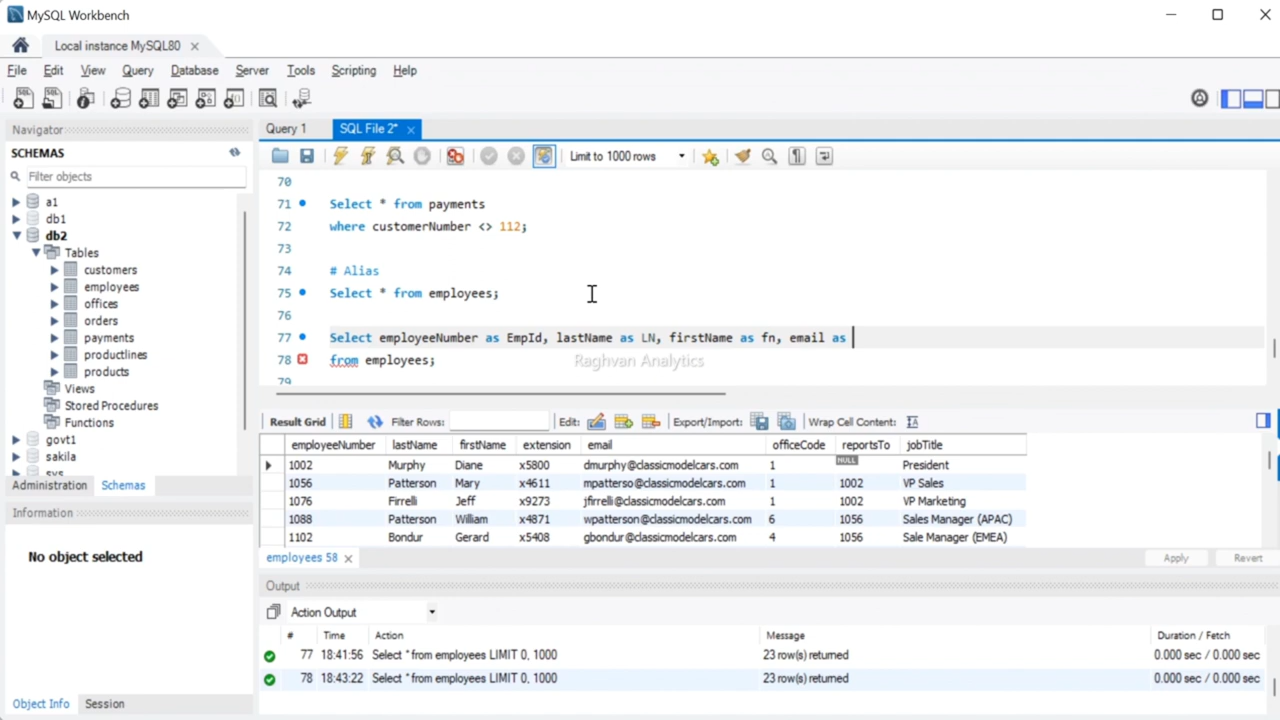 MySQL Workbench
Local instance MySQL80
File Edit View Query Database Server Tools Scripting Help
Navigator
SCHEMAS
Filter objects
a1
db1
db2
Tables
customers
employees
offices
orders
payments
productlines
products
Views
Stored Procedures
Functions
govt1
sakila
sys
Administration Schemas
Information
No object selected
Object Info Session
Query 1 SQL File 2*
Limit to 1000 rows
70
71 Select * from payments
72 where customerNumber <> 112;
73
74 # Alias
75 Select * from employees;
76
77 Select employeeNumber as EmpId, lastName as LN, firstName as fn, email as
78 from employees;
79
Raghvan Analytics
Result Grid Filter Rows: Edit: Export/Import: Wrap Cell Content:
employeeNumber lastName firstName extension email officeCode reportsTo jobTitle
1002 Murphy Diane x5800 dmurphy@classicmodelcars.com 1 NULL President
1056 Patterson Mary x4611 mpatterso@classicmodelcars.com 1 1002 VP Sales
1076 Firrelli Jeff x9273 jfirrelli@classicmodelcars.com 1 1002 VP Marketing
1088 Patterson William x4871 wpatterson@classicmodelcars.com 6 1056 Sales Manager (APAC)
1102 Bondur Gerard x5408 gbondur@classicmodelcars.com 4 1056 Sale Manager (EMEA)
employees 58 Apply Revert
Output
Action Output
# Time Action Message Duration / Fetch
77 18:41:56 Select * from employees LIMIT 0, 1000 23 row(s) returned 0.000 sec / 0.000 sec
78 18:43:22 Select * from employees LIMIT 0, 1000 23 row(s) returned 0.000 sec / 0.000 sec